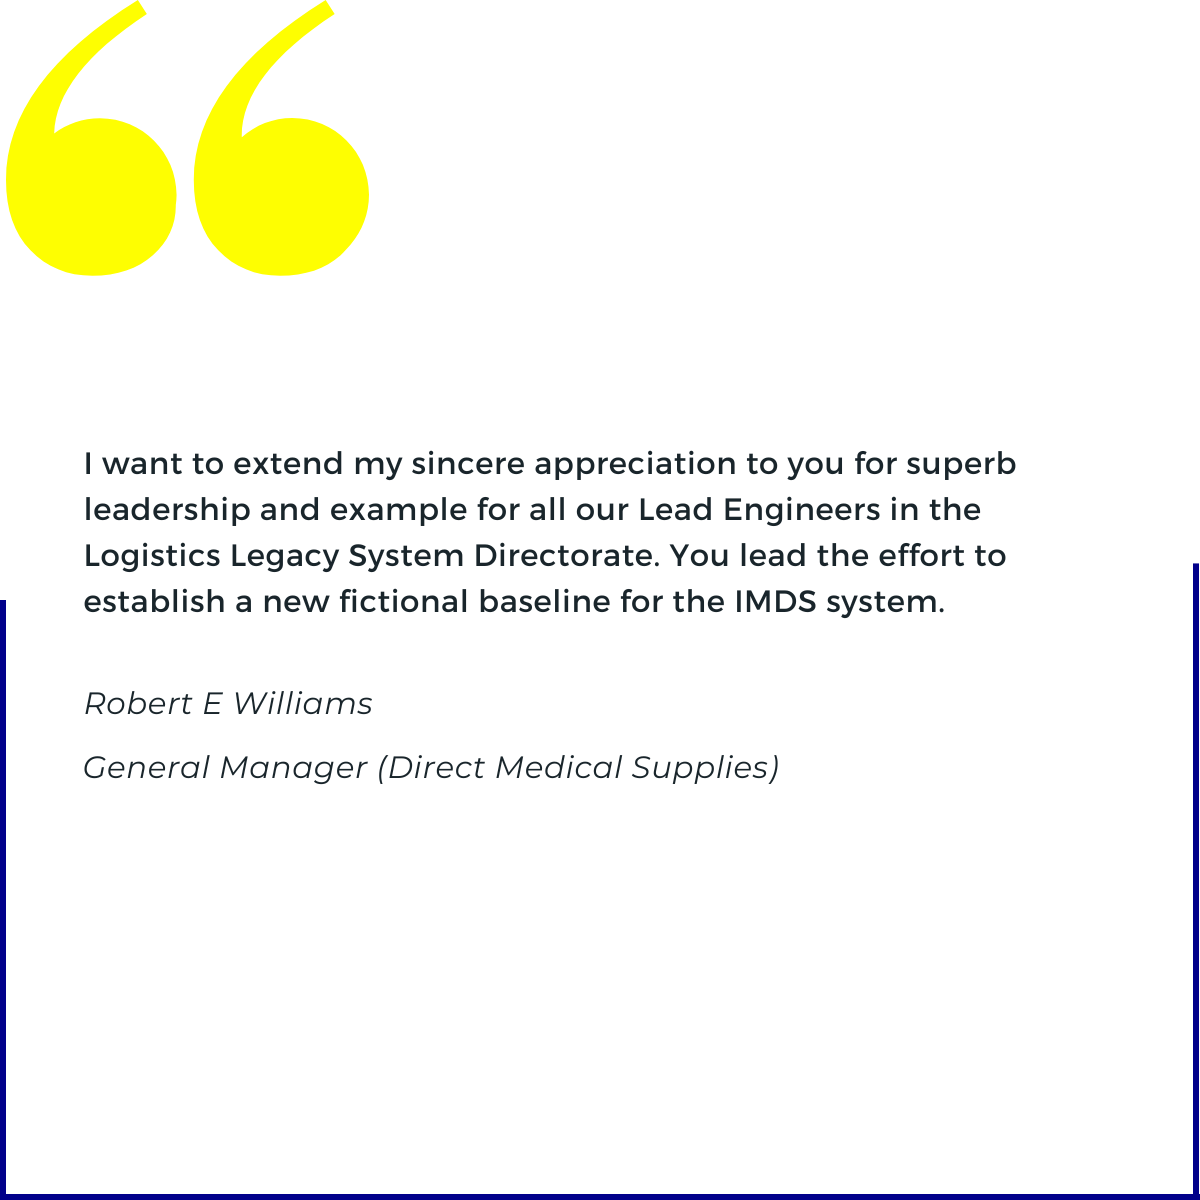 I want to extend my sincere appreciation to you for superb
leadership and example for all our Lead Engineers in the
Logistics Legacy System Directorate. You lead the effort to
establish a new fictional baseline for the IMDS system.
Robert E Williams
General Manager (Direct Medical Supplies)